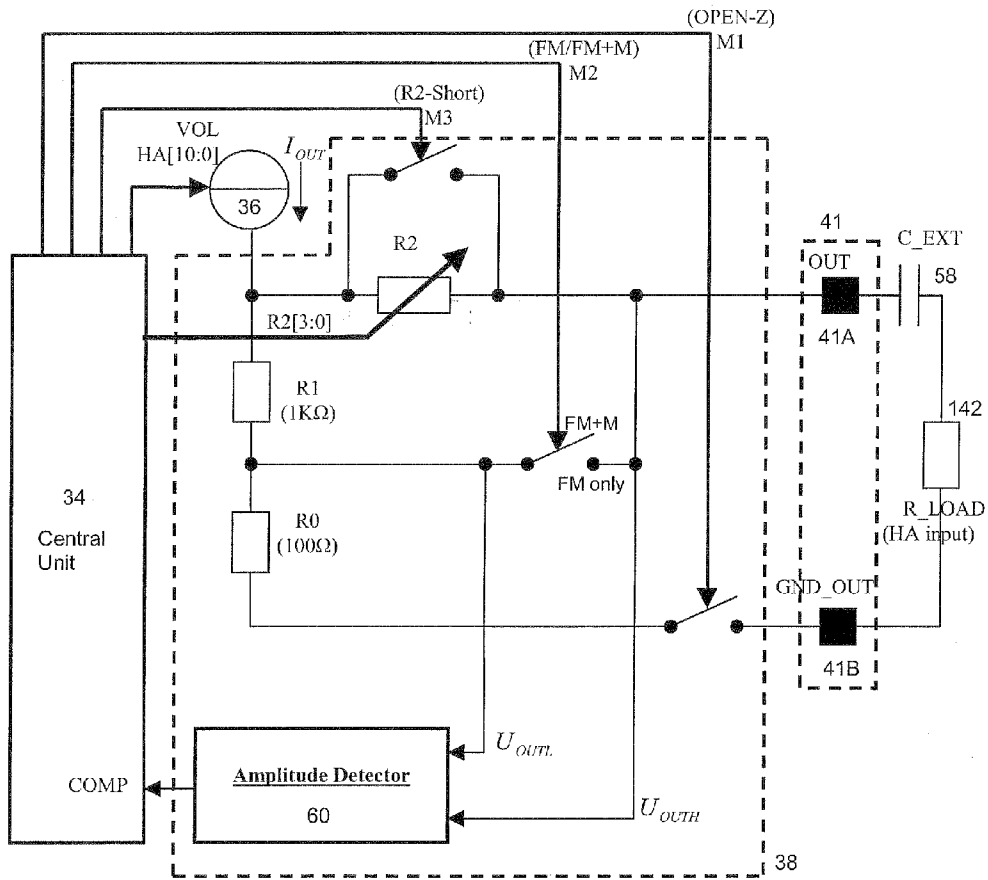 (OPEN-Z)
M1
(FM/FM+M)
M2
(R2-Short)
M3
VOL
HA[10:0]
I_OUT
36
R2
41
OUT
C_EXT
58
41A
R2[3:0]
R1
(1KΩ)
142
FM+M
FM only
34
Central
Unit
R0
(100Ω)
R_LOAD
(HA input)
GND_OUT
41B
U_OUTL
COMP
Amplitude Detector
60
U_OUTH
38